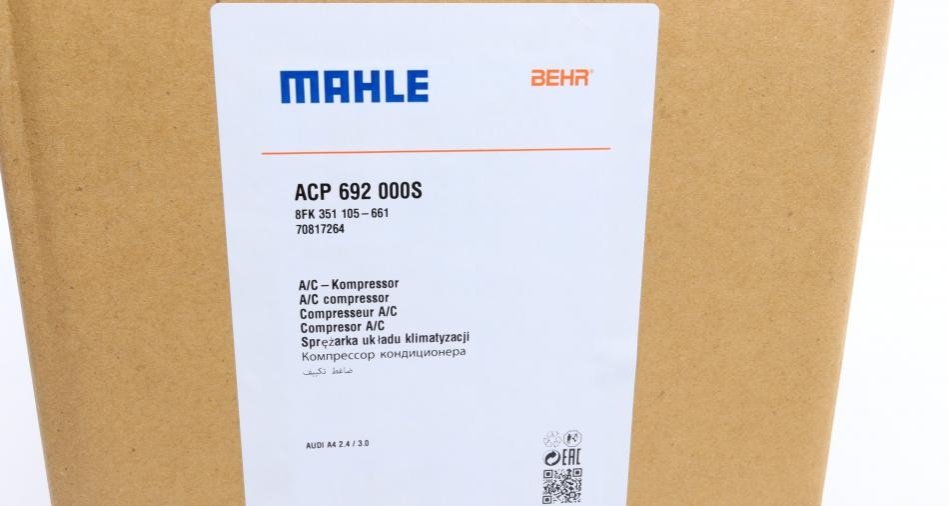 MAHLE
BEHR®
ACP 692 000S
8FK 351 105-661
70817264
A/C - Kompressor
A/C compressor
Compresseur A/C
Compresor A/C
Sprężarka układu klimatyzacji
Компрессор кондиционера
ضاغط تكييف
AUDI A4 2.4 / 3.0
EAC